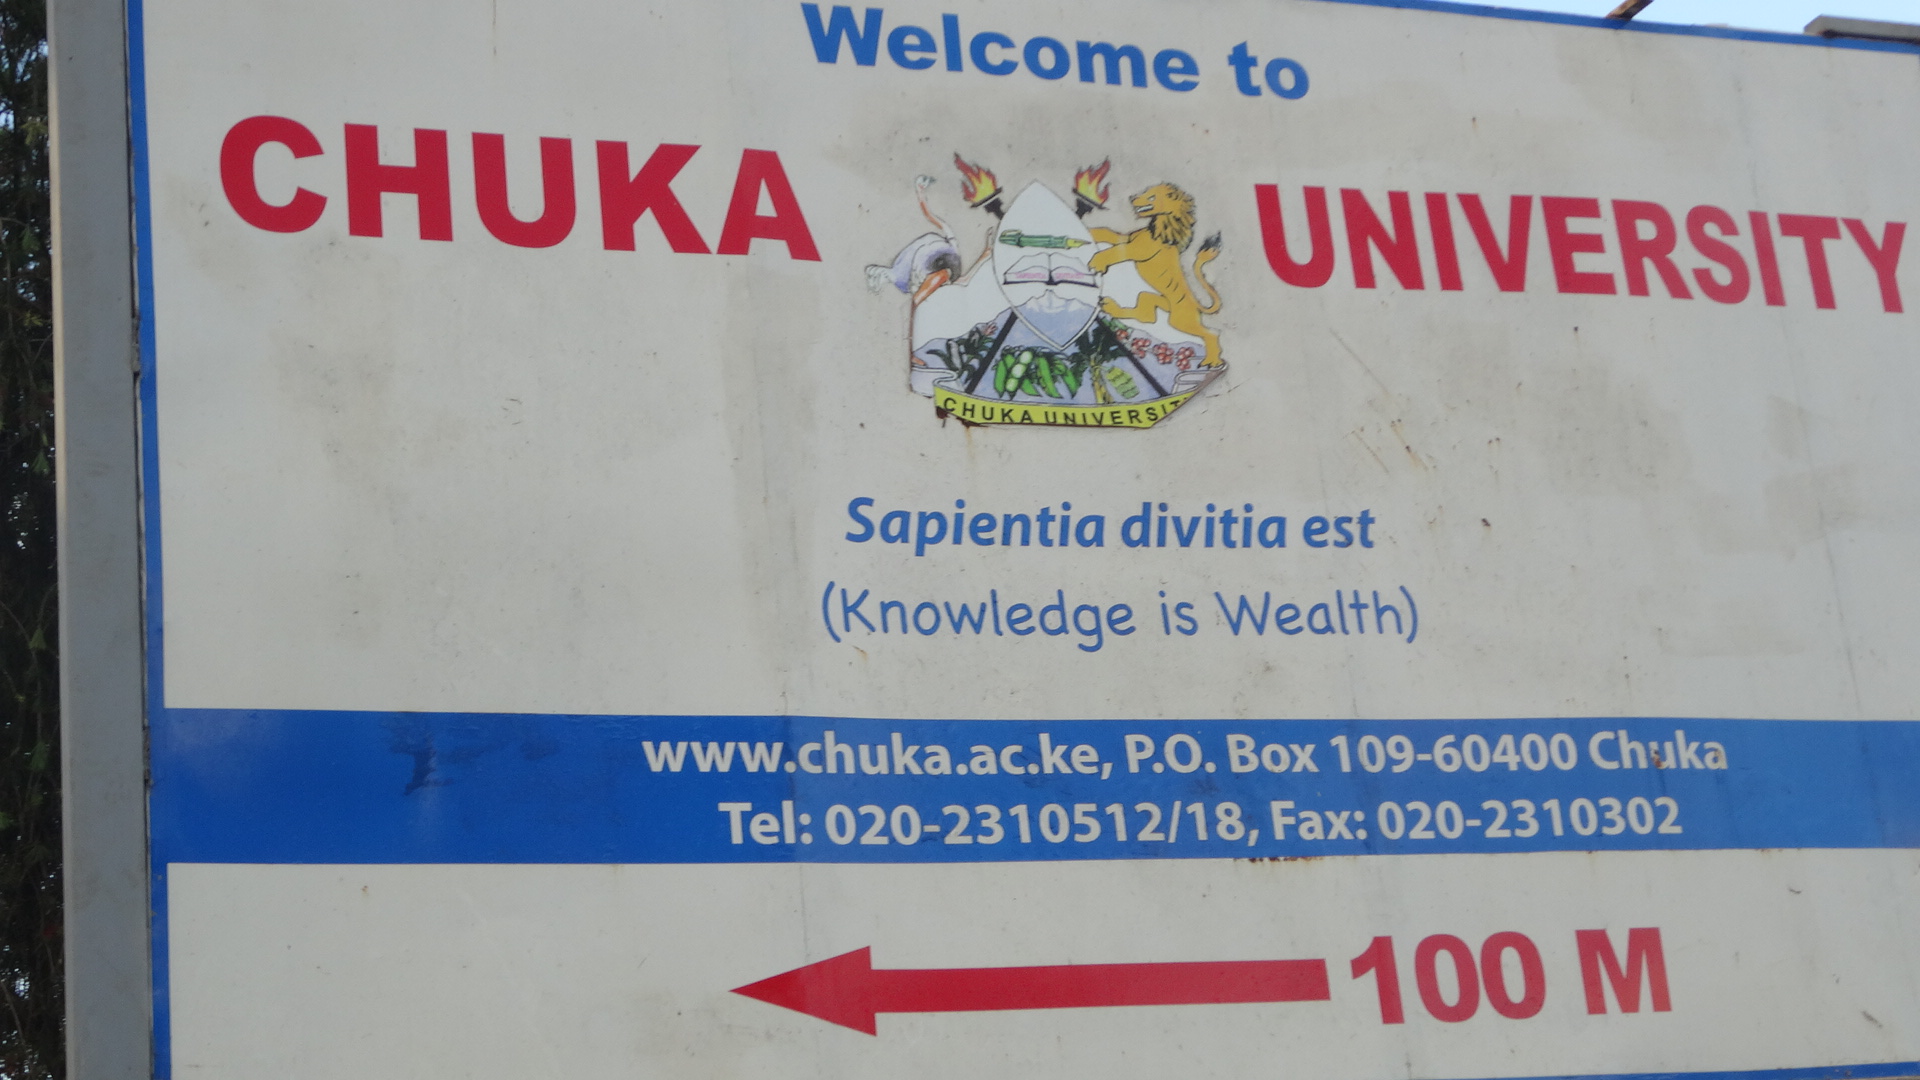 Welcome to
CHUKA UNIVERSITY
CHUKA UNIVERSITY
Sapientia divitia est
(Knowledge is Wealth)
www.chuka.ac.ke, P.O. Box 109-60400 Chuka
Tel: 020-2310512/18, Fax: 020-2310302
100 M